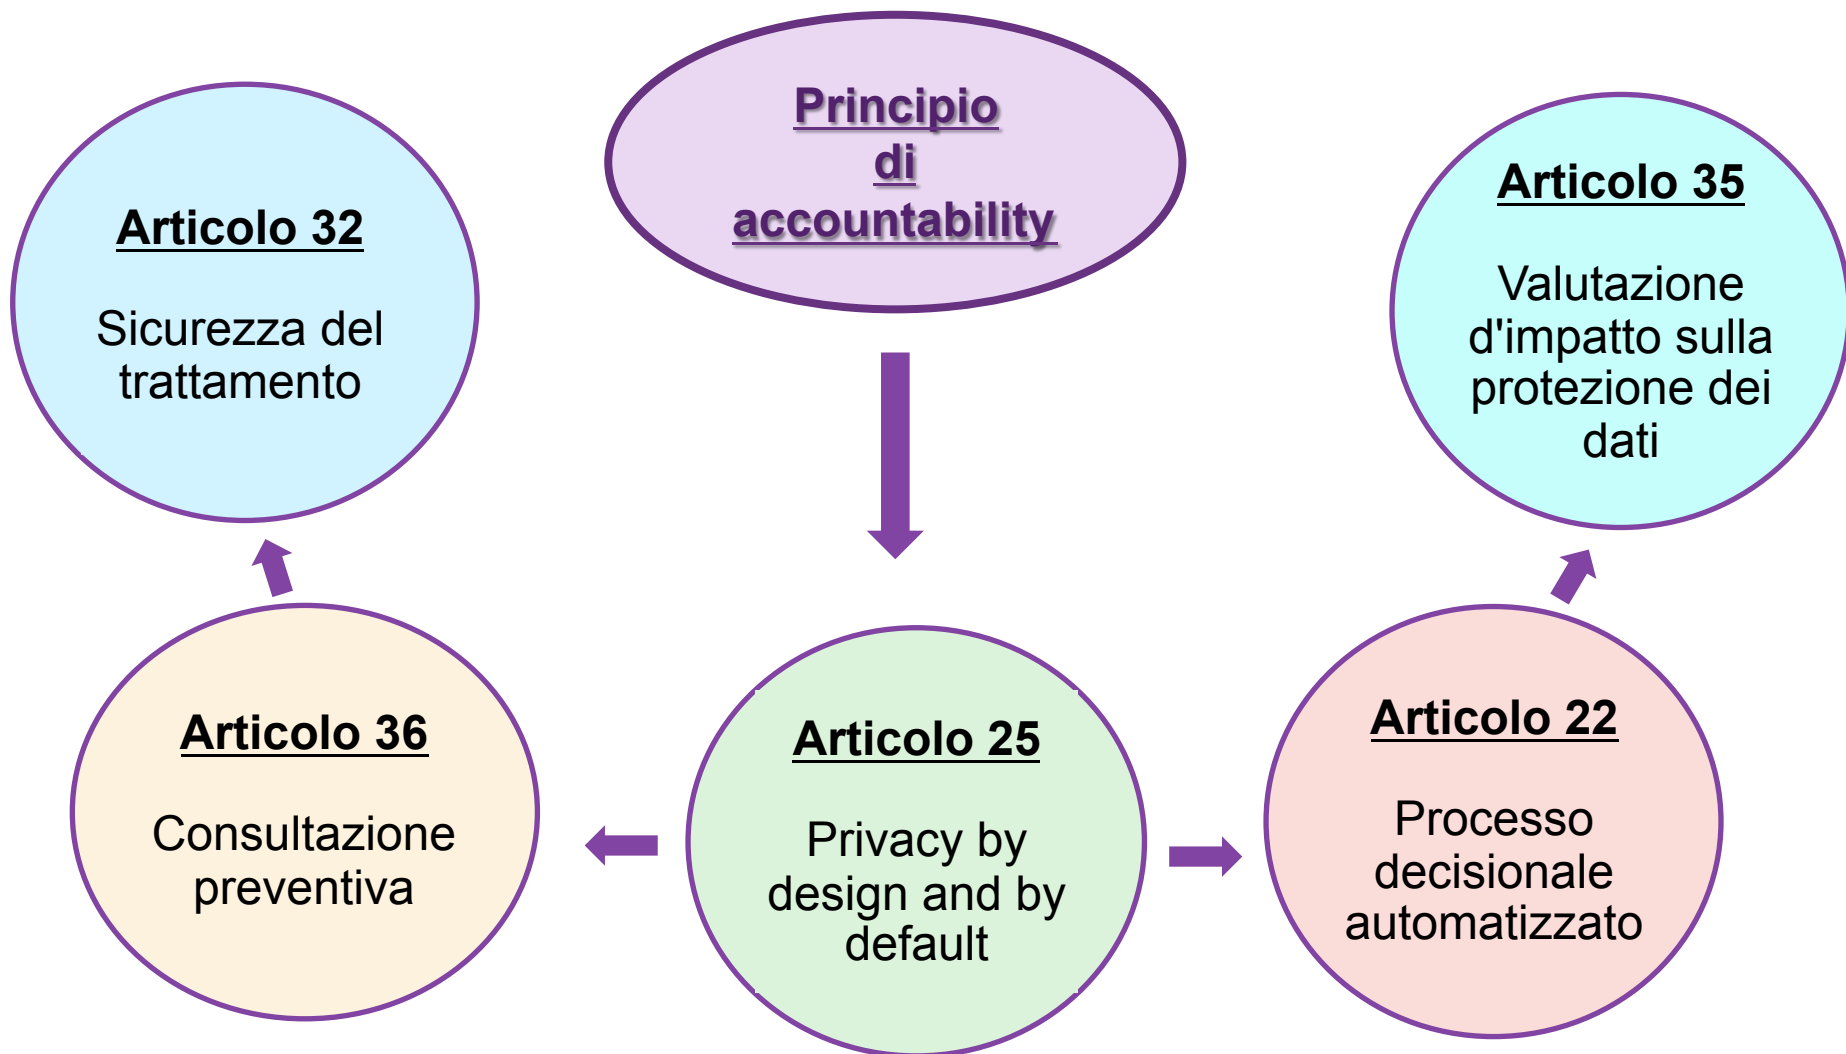 Principio
di
accountability
Articolo 32
Sicurezza del
trattamento
Articolo 35
Valutazione
d'impatto sulla
protezione dei
dati
Articolo 36
Consultazione
preventiva
Articolo 25
Privacy by
design and by
default
Articolo 22
Processo
decisionale
automatizzato